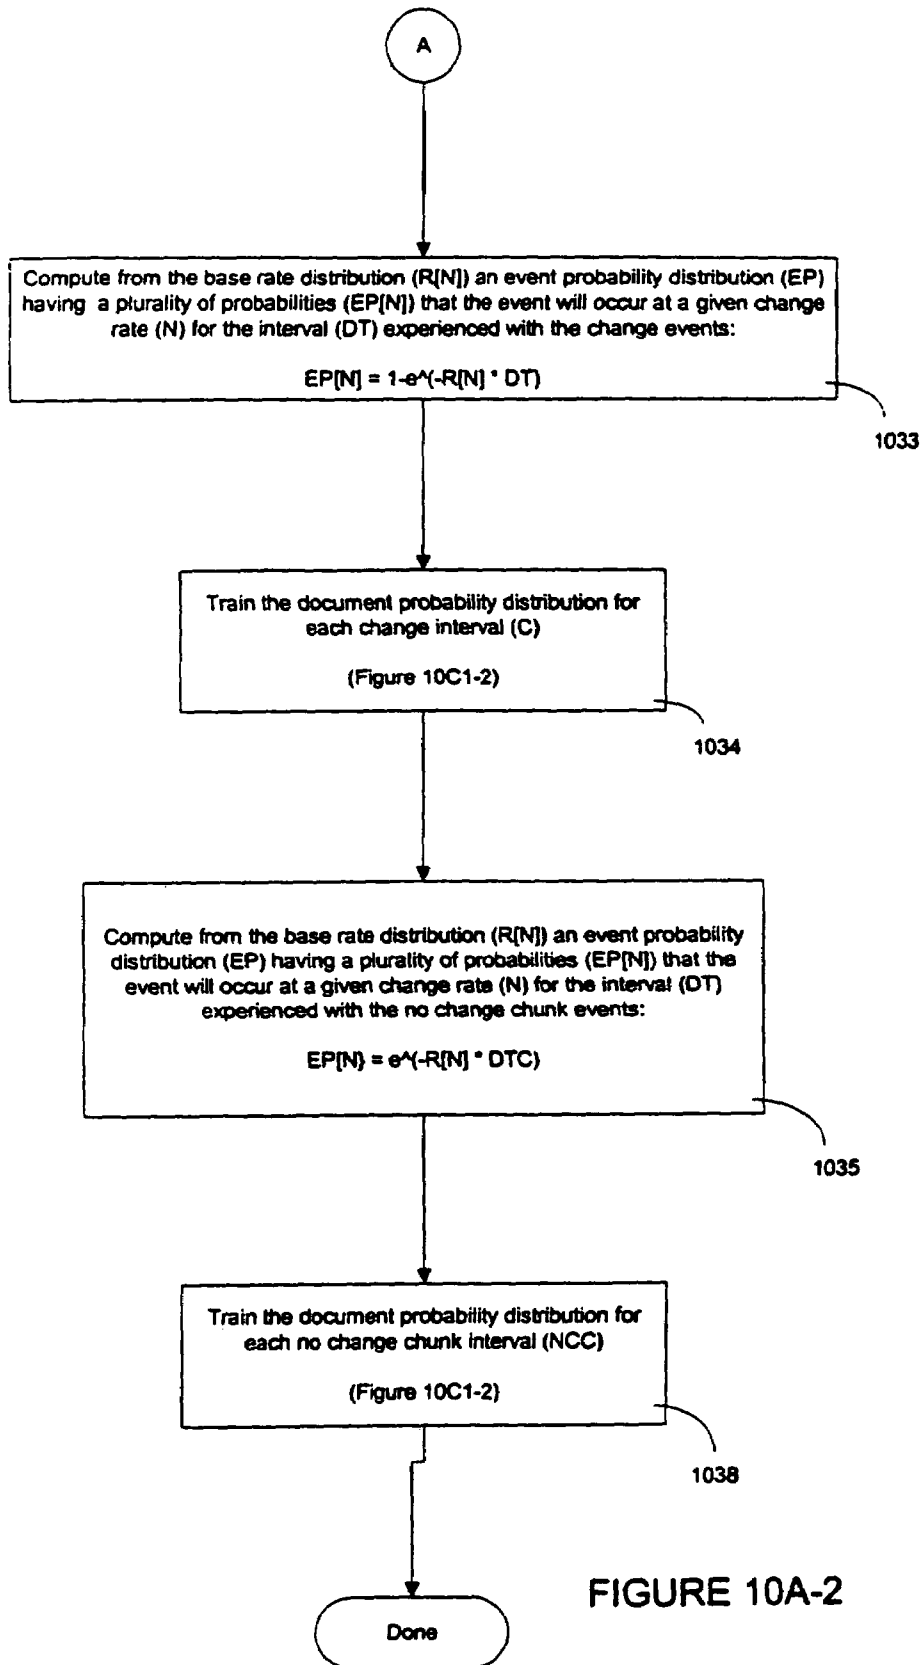 A
Compute from the base rate distribution (R[N]) an event probability distribution (EP)
having a plurality of probabilities (EP[N]) that the event will occur at a given change
rate (N) for the interval (DT) experienced with the change events:
EP[N] = 1-e^(-R[N] * DT)
1033
Train the document probability distribution for
each change interval (C)
(Figure 10C1-2)
1034
Compute from the base rate distribution (R[N]) an event probability
distribution (EP) having a plurality of probabilities (EP[N]) that the
event will occur at a given change rate (N) for the interval (DT)
experienced with the no change chunk events:
EP[N} = e^(-R[N] * DTC)
1035
Train the document probability distribution for
each no change chunk interval (NCC)
(Figure 10C1-2)
1038
FIGURE 10A-2
Done